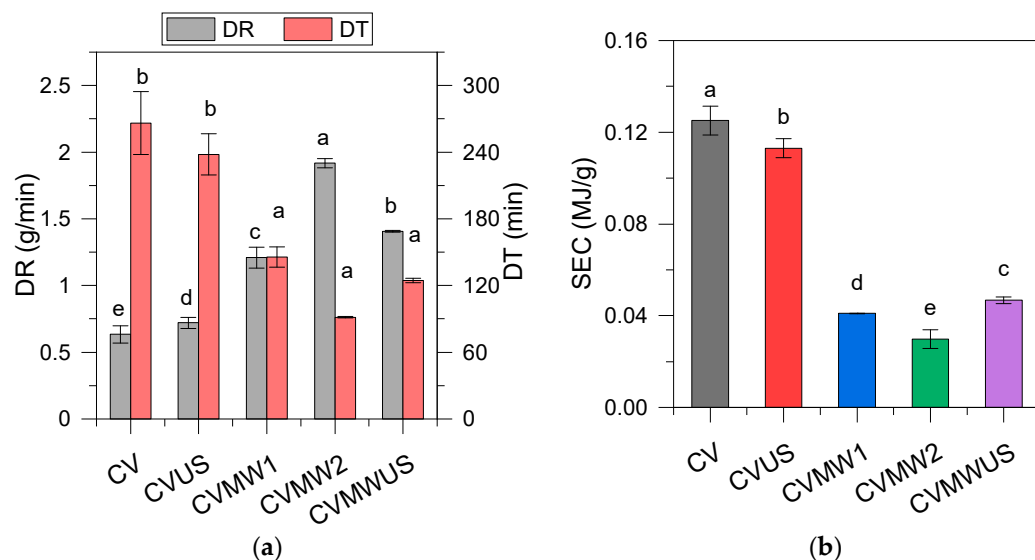 DR DT
2.5
2
1.5
1
0.5
0
DR (g/min)
300
240
180
120
60
0
DT (min)
b
b
a
a
c
b
a
a
d
e
CV
CVUS
CVMW1
CVMW2
CVMWUS
(a)
0.16
0.12
0.08
0.04
0.00
SEC (MJ/g)
a
b
d
e
c
CV
CVUS
CVMW1
CVMW2
CVMWUS
(b)